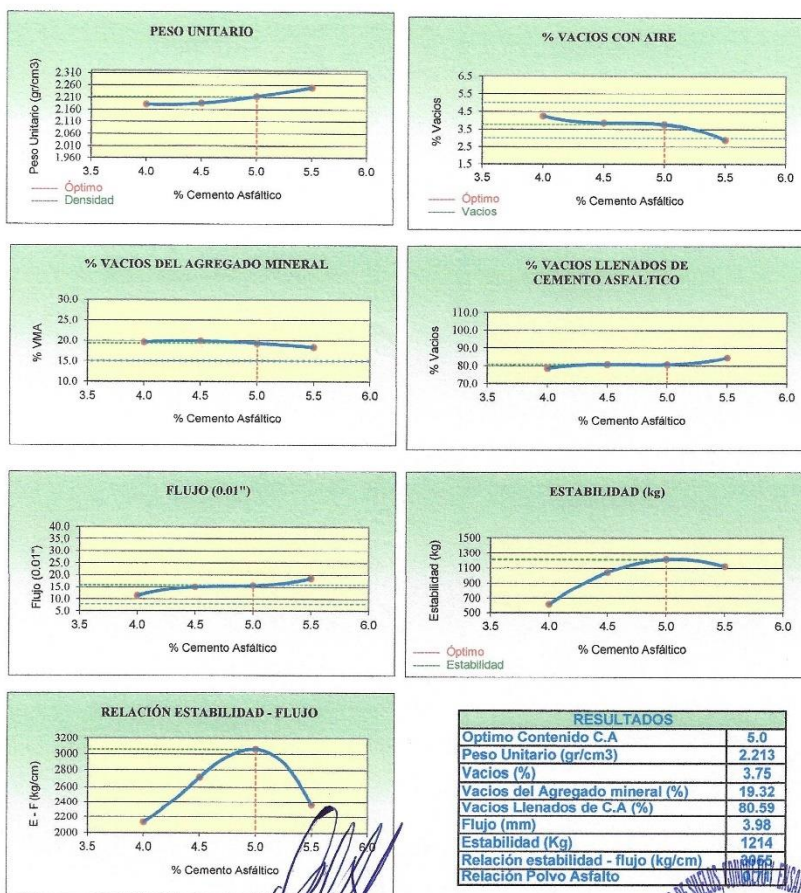 PESO UNITARIO
Peso Unitario (gr/cm3)
2.310
2.260
2.210
2.160
2.110
2.060
2.010
1.960
3.5 4.0 4.5 5.0 5.5 6.0
Óptimo
Densidad
% Cemento Asfáltico
% VACIOS CON AIRE
% Vacios
6.5
5.5
4.5
3.5
2.5
1.5
3.5 4.0 4.5 5.0 5.5 6.0
% Cemento Asfáltico
Óptimo
Vacios
% VACIOS DEL AGREGADO MINERAL
% VMA
30.0
25.0
20.0
15.0
10.0
3.5 4.0 4.5 5.0 5.5 6.0
% Cemento Asfáltico
% VACIOS LLENADOS DE
CEMENTO ASFALTICO
% Vacios
110.0
100.0
90.0
80.0
70.0
3.5 4.0 4.5 5.0 5.5 6.0
% Cemento Asfáltico
FLUJO (0.01")
Flujo (0,01")
40.0
35.0
30.0
25.0
20.0
15.0
10.0
5.0
3.5 4.0 4.5 5.0 5.5 6.0
% Cemento Asfáltico
ESTABILIDAD (kg)
Estabilidad (kg)
1500
1300
1100
900
700
500
3.5 4.0 4.5 5.0 5.5 6.0
% Cemento Asfáltico
Óptimo
Estabilidad
RELACIÓN ESTABILIDAD - FLUJO
E - F (kg/cm)
3200
3000
2800
2600
2400
2200
2000
3.5 4.0 4.5 5.0 5.5 6.0
% Cemento Asfáltico
RESULTADOS
Optimo Contenido C.A 5.0
Peso Unitario (gr/cm3) 2.213
Vacios (%) 3.75
Vacios del Agregado mineral (%) 19.32
Vacios Llenados de C.A (%) 80.59
Flujo (mm) 3.98
Estabilidad (Kg) 1214
Relación estabilidad - flujo (kg/cm)
Relación Polvo Asfalto